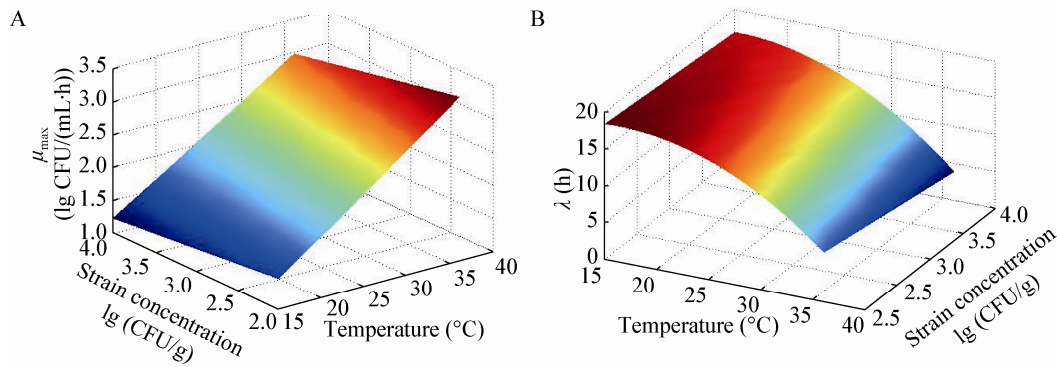 A
3.5
3.0
2.5
2.0
1.5
1.0
μmax
(lg CFU/(mL·h))
4.0
3.5
3.0
2.5
2.0
Strain concentration
lg (CFU/g)
15
20
25
30
35
40
Temperature (°C)
B
20
15
10
5
0
λ (h)
15
20
25
30
35
40
Temperature (°C)
2.5
3.0
3.5
4.0
Strain concentration
lg (CFU/g)